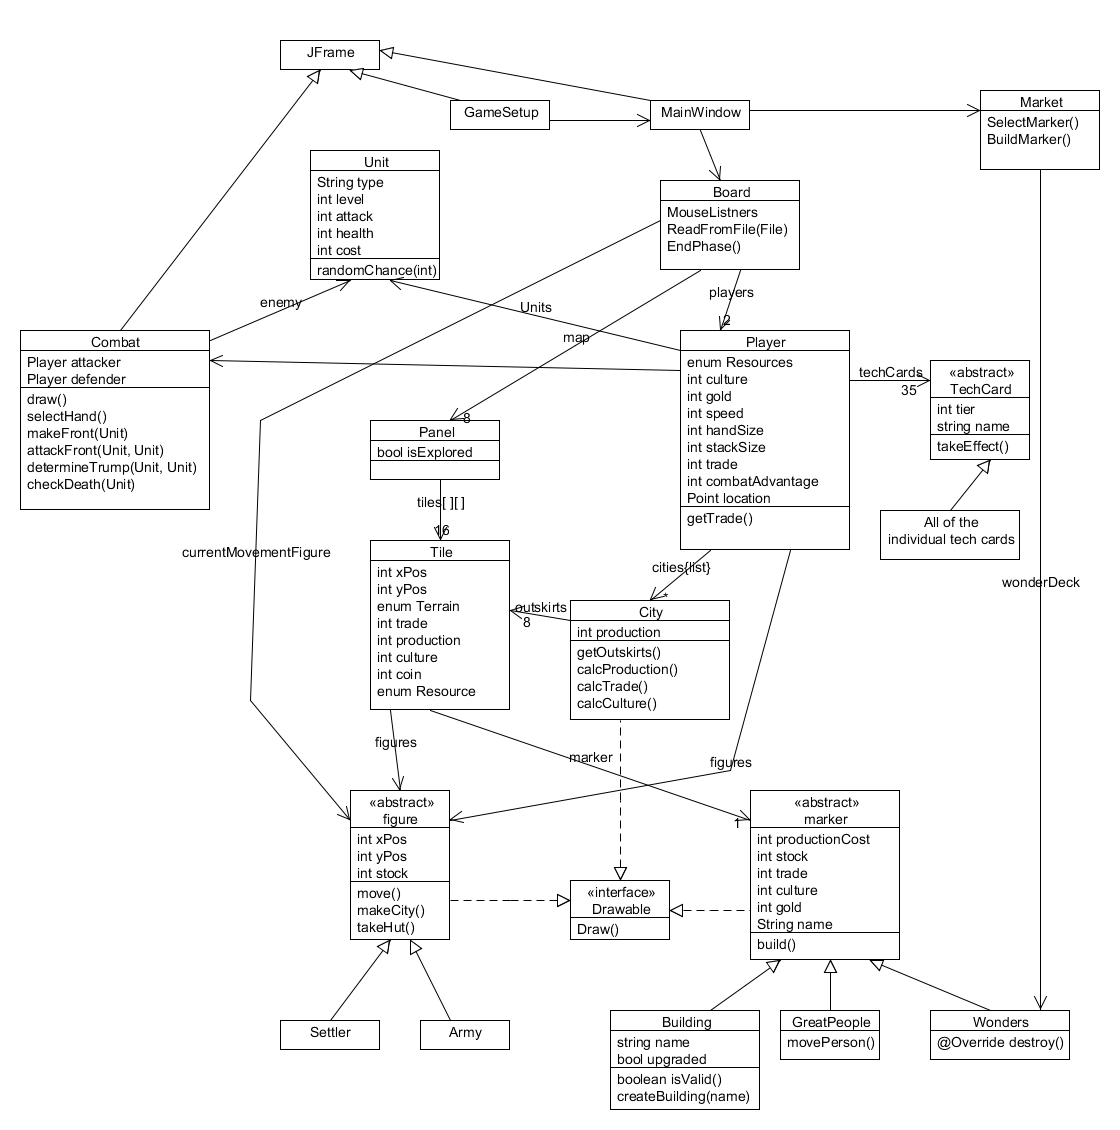 JFrame
GameSetup
MainWindow
Market
SelectMarker()
BuildMarker()
Unit
String type
int level
int attack
int health
int cost
randomChance(int)
Board
MouseListners
ReadFromFile(File)
EndPhase()
enemy
Units
players
2
map
8
Combat
Player attacker
Player defender
draw()
selectHand()
makeFront(Unit)
attackFront(Unit, Unit)
determineTrump(Unit, Unit)
checkDeath(Unit)
Player
enum Resources
int culture
int gold
int speed
int handSize
int stackSize
int trade
int combatAdvantage
Point location
getTrade()
techCards
35
«abstract»
TechCard
int tier
string name
takeEffect()
All of the
individual tech cards
Panel
bool isExplored
tiles[ ][ ]
16
currentMovementFigure
wonderDeck
Tile
int xPos
int yPos
enum Terrain
int trade
int production
int culture
int coin
enum Resource
outskirts
8
cities{list}
*
City
int production
getOutskirts()
calcProduction()
calcTrade()
calcCulture()
figures
marker
1
figures
«abstract»
figure
int xPos
int yPos
int stock
move()
makeCity()
takeHut()
«interface»
Drawable
Draw()
«abstract»
marker
int productionCost
int stock
int trade
int culture
int gold
String name
build()
Settler
Army
Building
string name
bool upgraded
boolean isValid()
createBuilding(name)
GreatPeople
movePerson()
Wonders
@Override destroy()